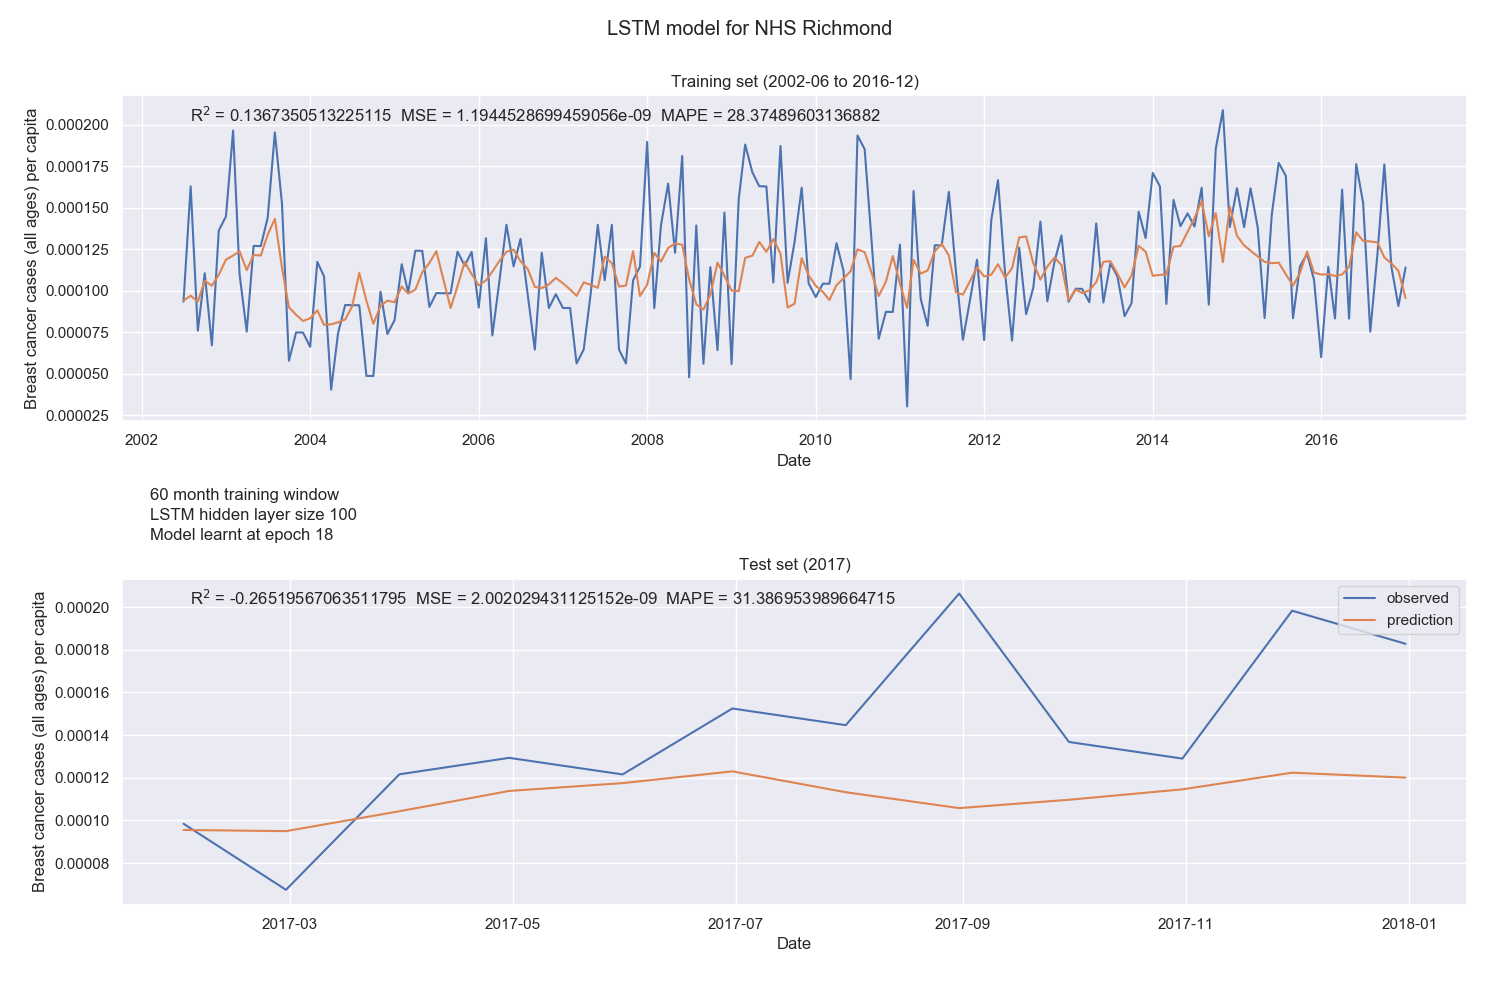 LSTM model for NHS Richmond
Training set (2002-06 to 2016-12)
R² = 0.1367350513225115 MSE = 1.1944528699459056e-09 MAPE = 28.37489603136882
Breast cancer cases (all ages) per capita
0.000200
0.000175
0.000150
0.000125
0.000100
0.000075
0.000050
0.000025
2002 2004 2006 2008 2010 2012 2014 2016
Date
60 month training window
LSTM hidden layer size 100
Model learnt at epoch 18
Test set (2017)
R² = -0.26519567063511795 MSE = 2.002029431125152e-09 MAPE = 31.386953989664715
observed
prediction
Breast cancer cases (all ages) per capita
0.00020
0.00018
0.00016
0.00014
0.00012
0.00010
0.00008
2017-03 2017-05 2017-07 2017-09 2017-11 2018-01
Date